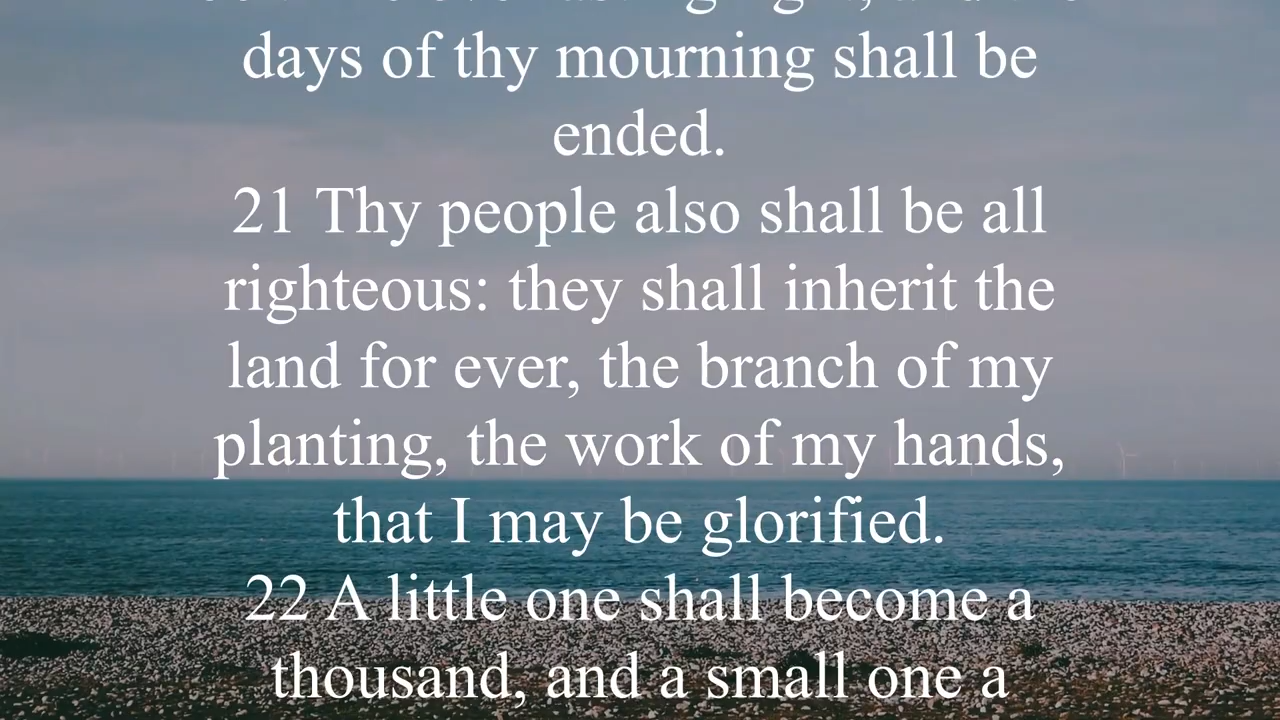 days of thy mourning shall be
ended.
21 Thy people also shall be all
righteous: they shall inherit the
land for ever, the branch of my
planting, the work of my hands,
that I may be glorified.
22 A little one shall become a
thousand, and a small one a